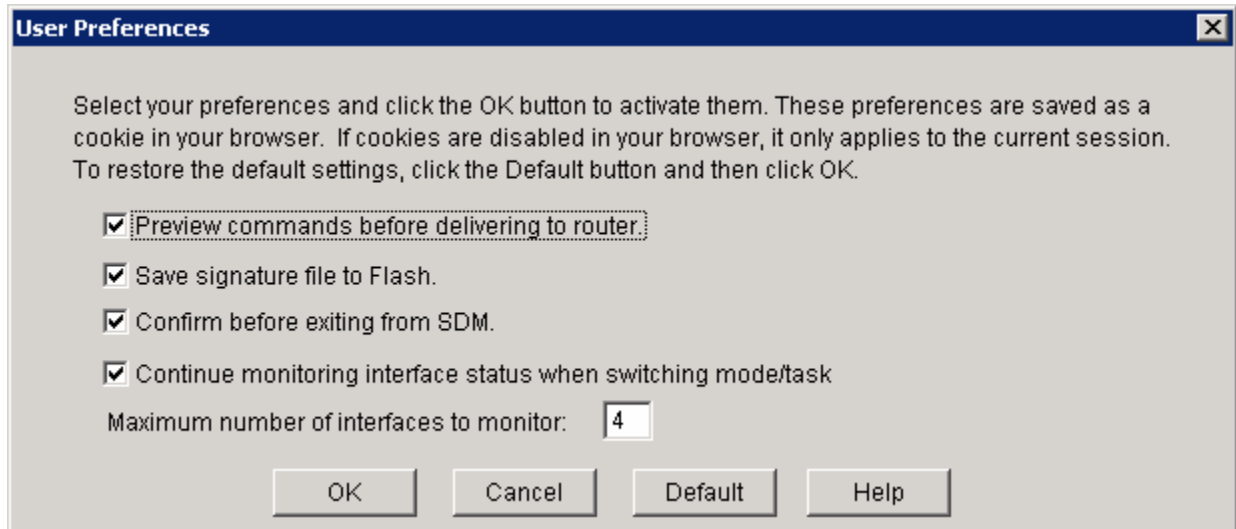 User Preferences
Select your preferences and click the OK button to activate them. These preferences are saved as a
cookie in your browser.  If cookies are disabled in your browser, it only applies to the current session.
To restore the default settings, click the Default button and then click OK.
Preview commands before delivering to router.
Save signature file to Flash.
Confirm before exiting from SDM.
Continue monitoring interface status when switching mode/task
Maximum number of interfaces to monitor: 4
OK Cancel Default Help